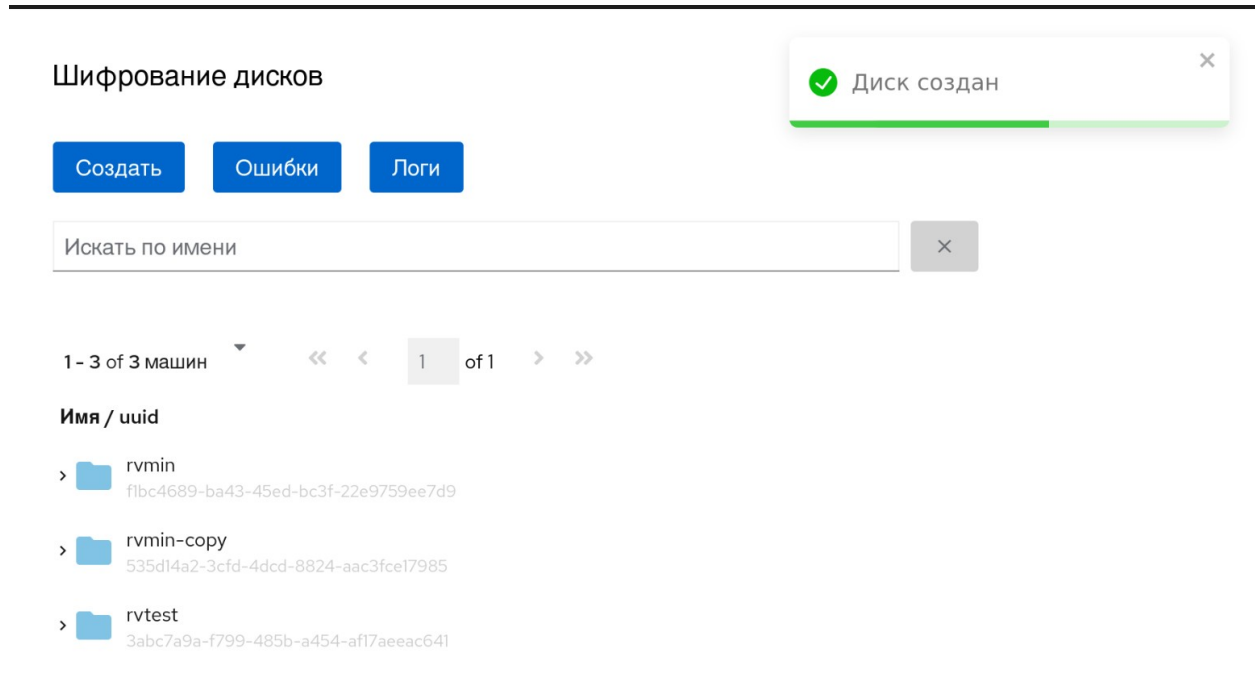 Шифрование дисков
Диск создан
Создать Ошибки Логи
Искать по имени
1 - 3 of 3 машин 1 of 1
Имя / uuid
rvmin
f1bc4689-ba43-45ed-bc3f-22e9759ee7d9
rvmin-copy
535d14a2-3cfd-4dcd-8824-aac3fce17985
rvtest
3abc7a9a-f799-485b-a454-af17aeeac641